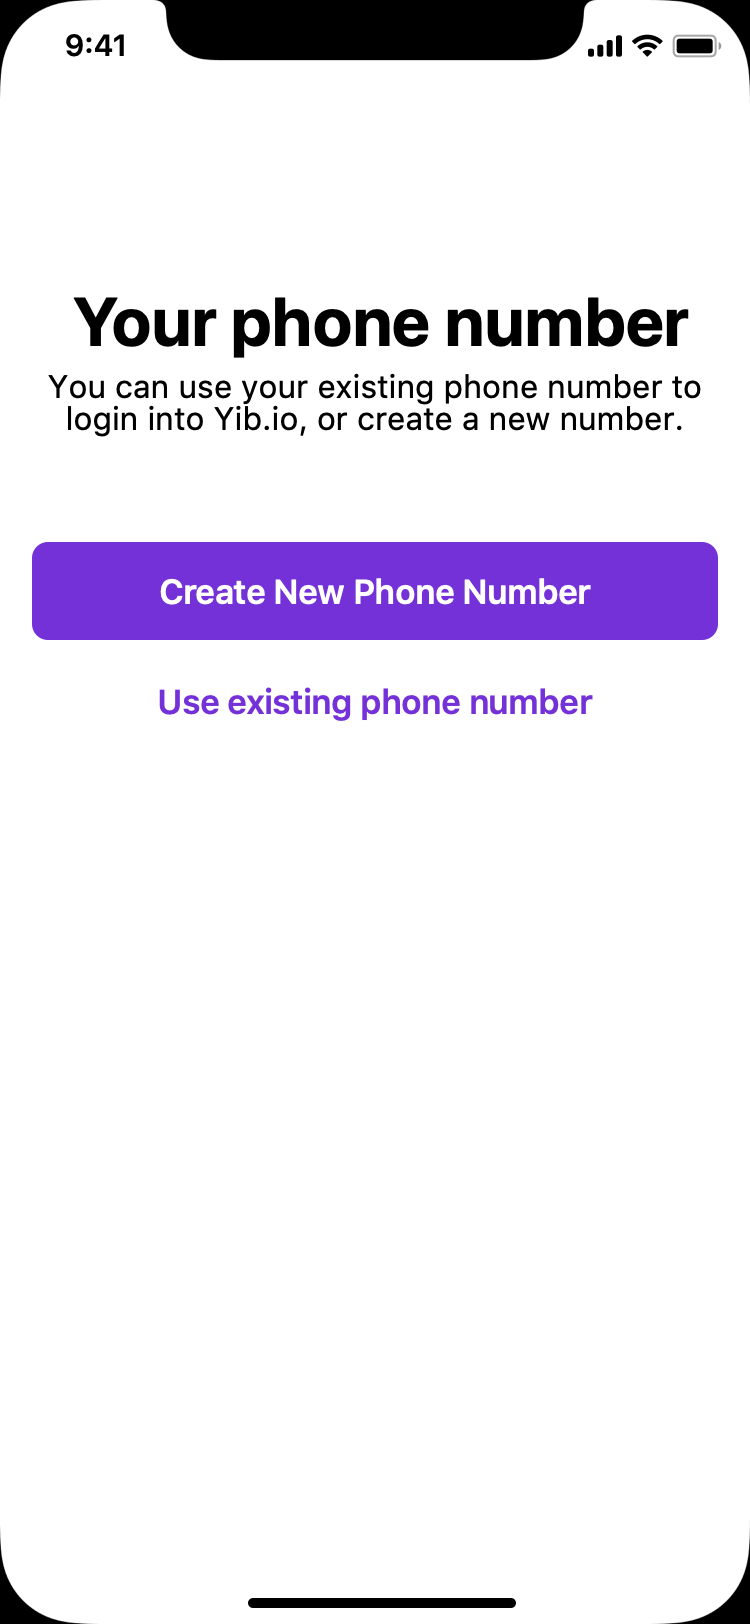 9:41
Your phone number
You can use your existing phone number to
login into Yib.io, or create a new number.
Create New Phone Number
Use existing phone number